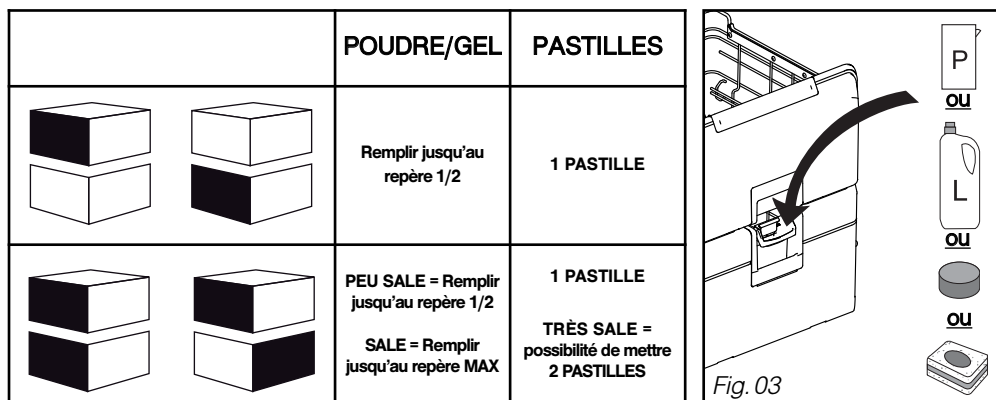 POUDRE/GEL
PASTILLES
Remplir jusqu'au
repère 1/2
1 PASTILLE
PEU SALE = Remplir
jusqu'au repère 1/2
SALE = Remplir
jusqu'au repère MAX
1 PASTILLE
TRÈS SALE =
possibilité de mettre
2 PASTILLES
P
ou
L
ou
ou
Fig. 03